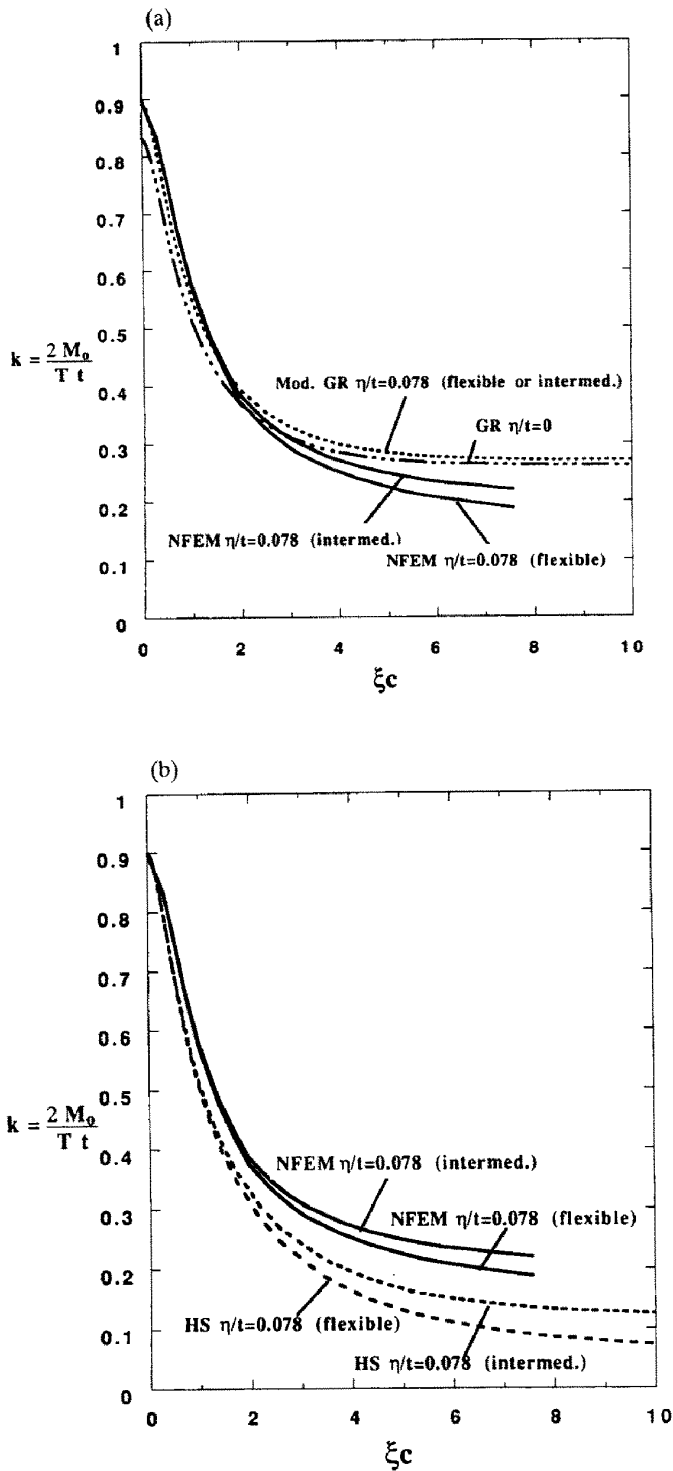 (a)
1
0.9
0.8
0.7
0.6
0.5
k = 2 M₀
T t
0.4
Mod. GR η/t=0.078 (flexible or intermed.)
GR η/t=0
0.3
0.2
NFEM η/t=0.078 (intermed.)
NFEM η/t=0.078 (flexible)
0.1
0
0 2 4 6 8 10
ξc
(b)
1
0.9
0.8
0.7
0.6
0.5
k = 2 M₀
T t
0.4
NFEM η/t=0.078 (intermed.)
0.3
NFEM η/t=0.078 (flexible)
0.2
HS η/t=0.078 (flexible)
0.1
HS η/t=0.078 (intermed.)
0
0 2 4 6 8 10
ξc